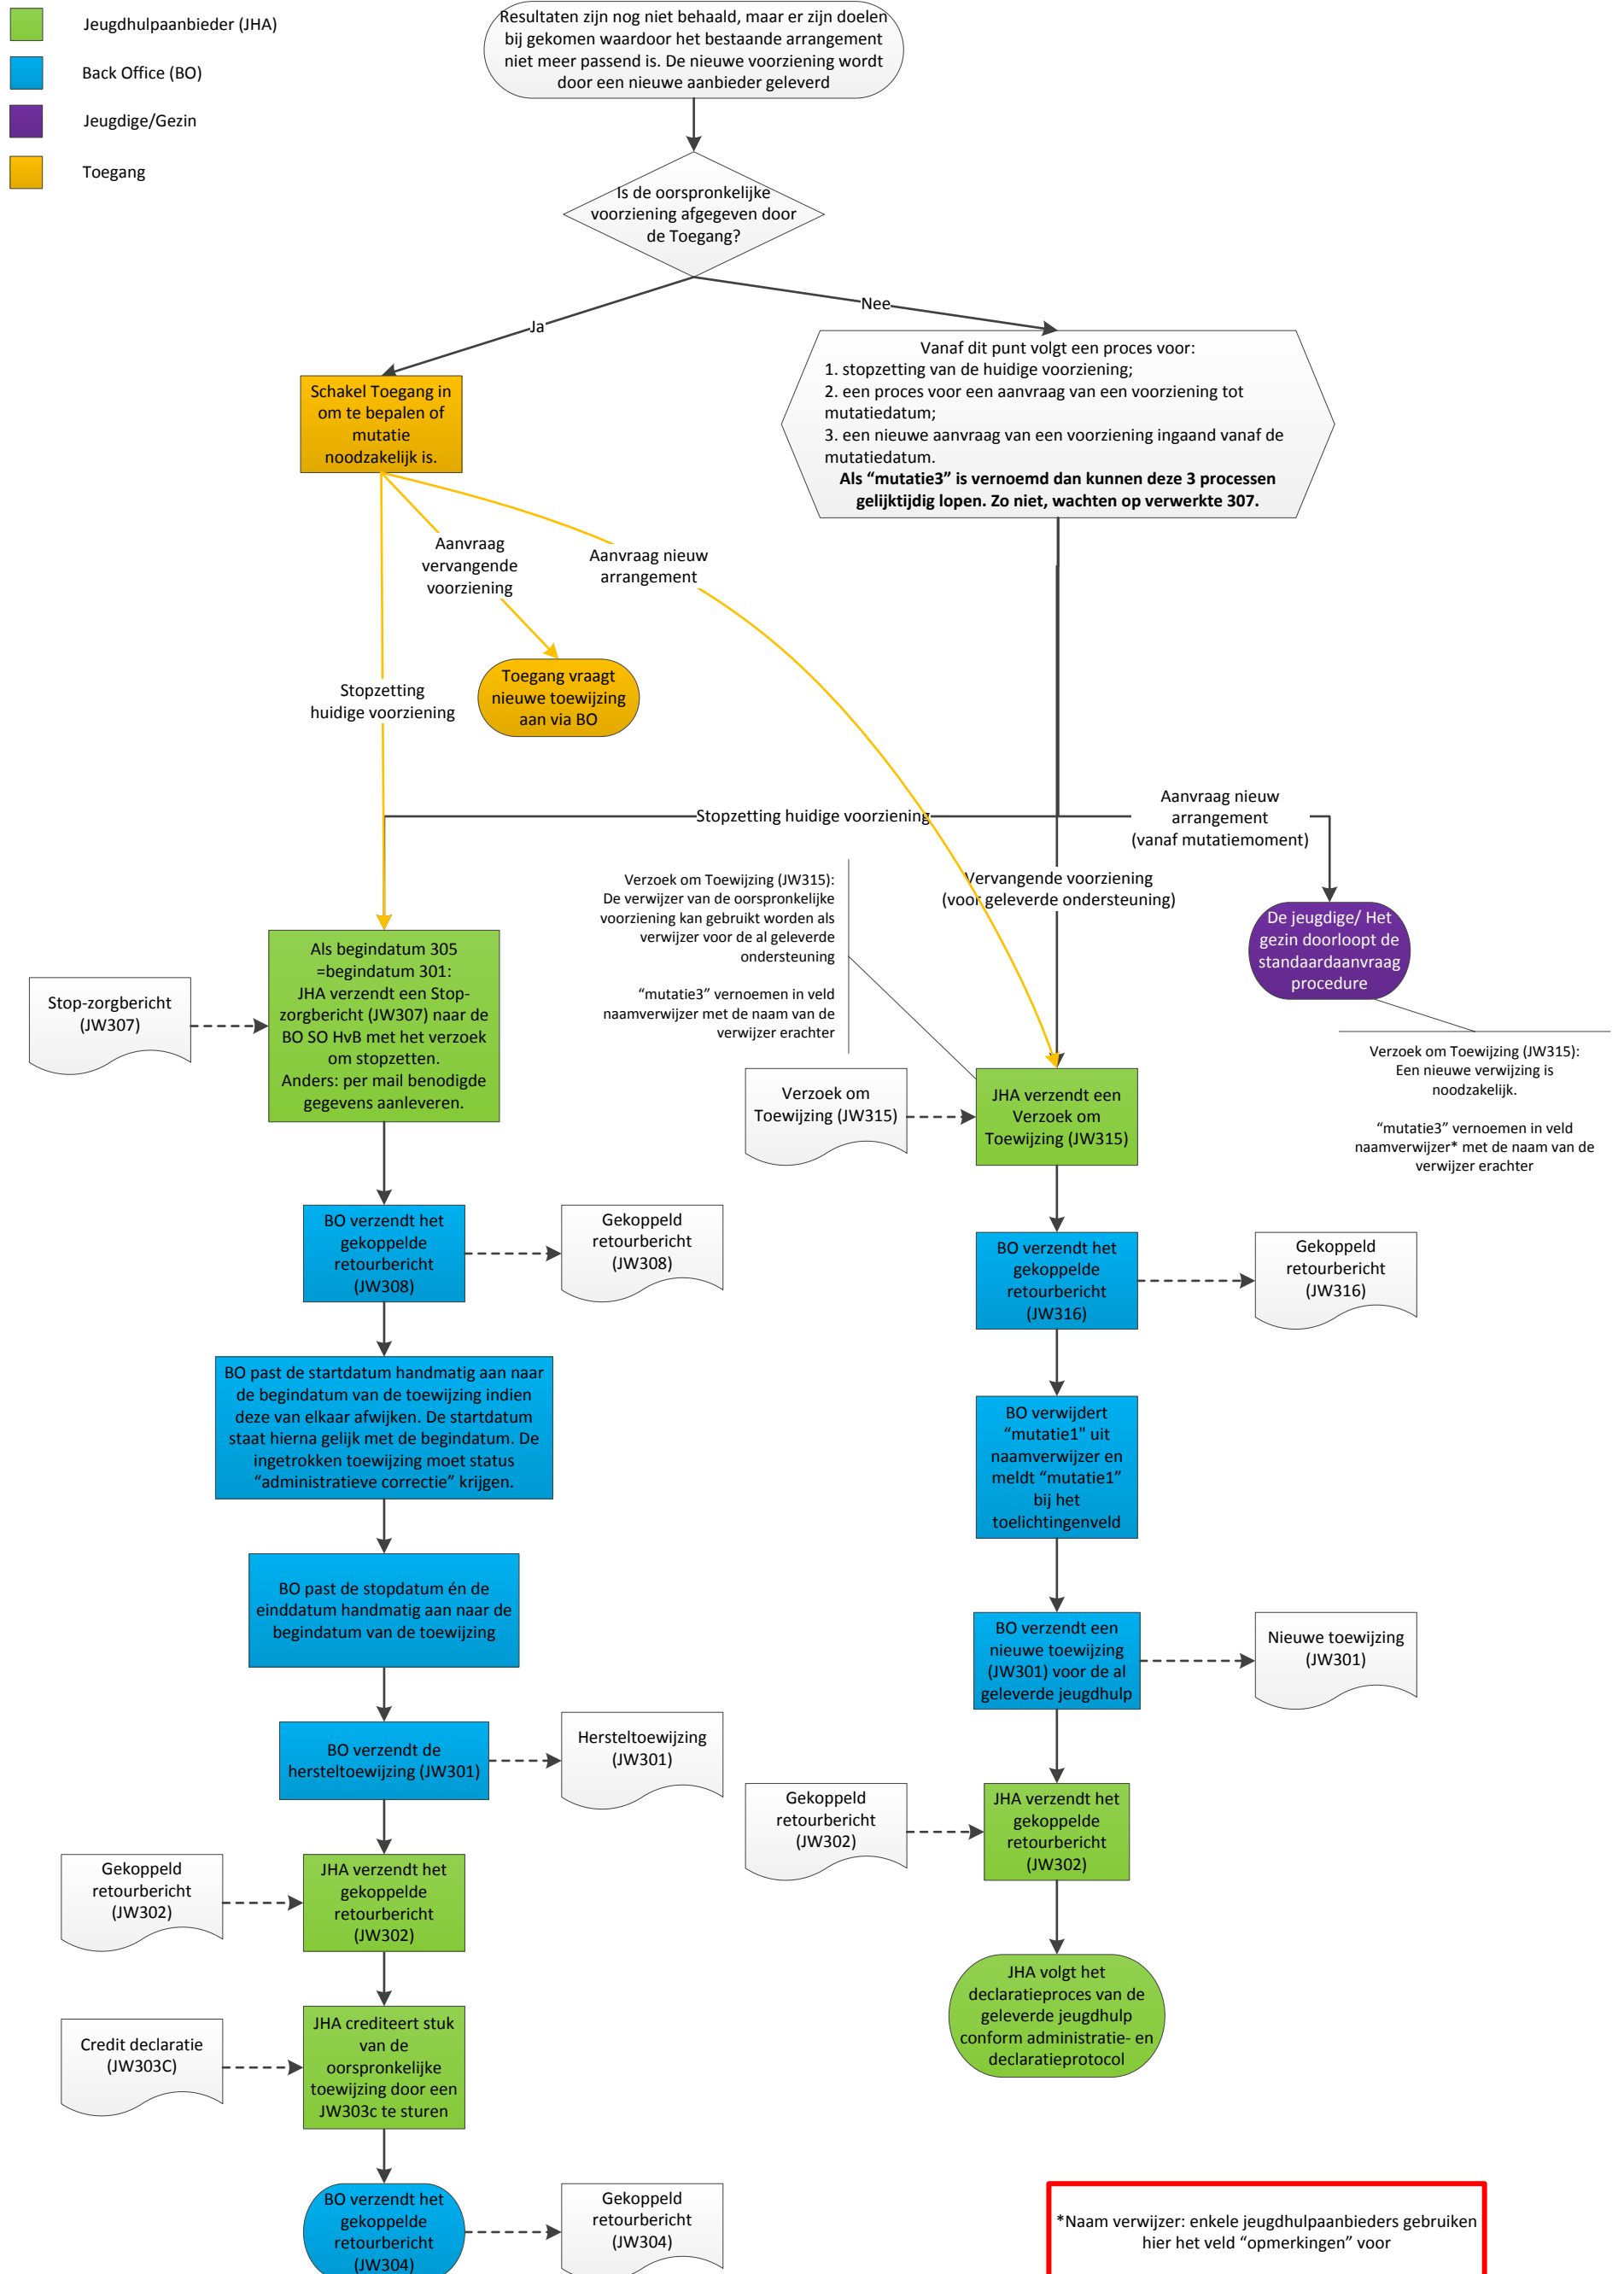 Jeugdhulpaanbieder (JHA)
Back Office (BO)
Jeugdige/Gezin
Toegang
Resultaten zijn nog niet behaald, maar er zijn doelen
bij gekomen waardoor het bestaande arrangement
niet meer passend is. De nieuwe voorziening wordt
door een nieuwe aanbieder geleverd
Is de oorspronkelijke
voorziening afgegeven door
de Toegang?
Nee
Ja
Vanaf dit punt volgt een proces voor:
1. stopzetting van de huidige voorziening;
2. een proces voor een aanvraag van een voorziening tot
mutatiedatum;
3. een nieuwe aanvraag van een voorziening ingaand vanaf de
mutatiedatum.
Als “mutatie3” is vernoemd dan kunnen deze 3 processen
gelijktijdig lopen. Zo niet, wachten op verwerkte 307.
Schakel Toegang in
om te bepalen of
mutatie
noodzakelijk is.
Aanvraag
vervangende
voorziening
Aanvraag nieuw
arrangement
Stopzetting
huidige voorziening
Toegang vraagt
nieuwe toewijzing
aan via BO
Stopzetting huidige voorziening
Aanvraag nieuw
arrangement
(vanaf mutatiemoment)
Vervangende voorziening
(voor geleverde ondersteuning)
Verzoek om Toewijzing (JW315):
De verwijzer van de oorspronkelijke
voorziening kan gebruikt worden als
verwijzer voor de al geleverde
ondersteuning
“mutatie3” vernoemen in veld
naamverwijzer met de naam van de
verwijzer erachter
De jeugdige/ Het
gezin doorloopt de
standaardaanvraag
procedure
Verzoek om Toewijzing (JW315):
Een nieuwe verwijzing is
noodzakelijk.
“mutatie3” vernoemen in veld
naamverwijzer* met de naam van de
verwijzer erachter
Stop-zorgbericht
(JW307)
Als begindatum 305
=begindatum 301:
JHA verzendt een Stop-
zorgbericht (JW307) naar de
BO SO HvB met het verzoek
om stopzetten.
Anders: per mail benodigde
gegevens aanleveren.
Verzoek om
Toewijzing (JW315)
JHA verzendt een
Verzoek om
Toewijzing (JW315)
BO verzendt het
gekoppelde
retourbericht
(JW308)
Gekoppeld
retourbericht
(JW308)
BO verzendt het
gekoppelde
retourbericht
(JW316)
Gekoppeld
retourbericht
(JW316)
BO past de startdatum handmatig aan naar
de begindatum van de toewijzing indien
deze van elkaar afwijken. De startdatum
staat hierna gelijk met de begindatum. De
ingetrokken toewijzing moet status
“administratieve correctie” krijgen.
BO verwijdert
“mutatie1" uit
naamverwijzer en
meldt “mutatie1”
bij het
toelichtingenveld
BO past de stopdatum én de
einddatum handmatig aan naar de
begindatum van de toewijzing
BO verzendt een
nieuwe toewijzing
(JW301) voor de al
geleverde jeugdhulp
Nieuwe toewijzing
(JW301)
BO verzendt de
hersteltoewijzing (JW301)
Hersteltoewijzing
(JW301)
Gekoppeld
retourbericht
(JW302)
JHA verzendt het
gekoppelde
retourbericht
(JW302)
Gekoppeld
retourbericht
(JW302)
JHA verzendt het
gekoppelde
retourbericht
(JW302)
JHA volgt het
declaratieproces van de
geleverde jeugdhulp
conform administratie- en
declaratieprotocol
Credit declaratie
(JW303C)
JHA crediteert stuk
van de
oorspronkelijke
toewijzing door een
JW303c te sturen
BO verzendt het
gekoppelde
retourbericht
(JW304)
Gekoppeld
retourbericht
(JW304)
*Naam verwijzer: enkele jeugdhulpaanbieders gebruiken
hier het veld “opmerkingen” voor